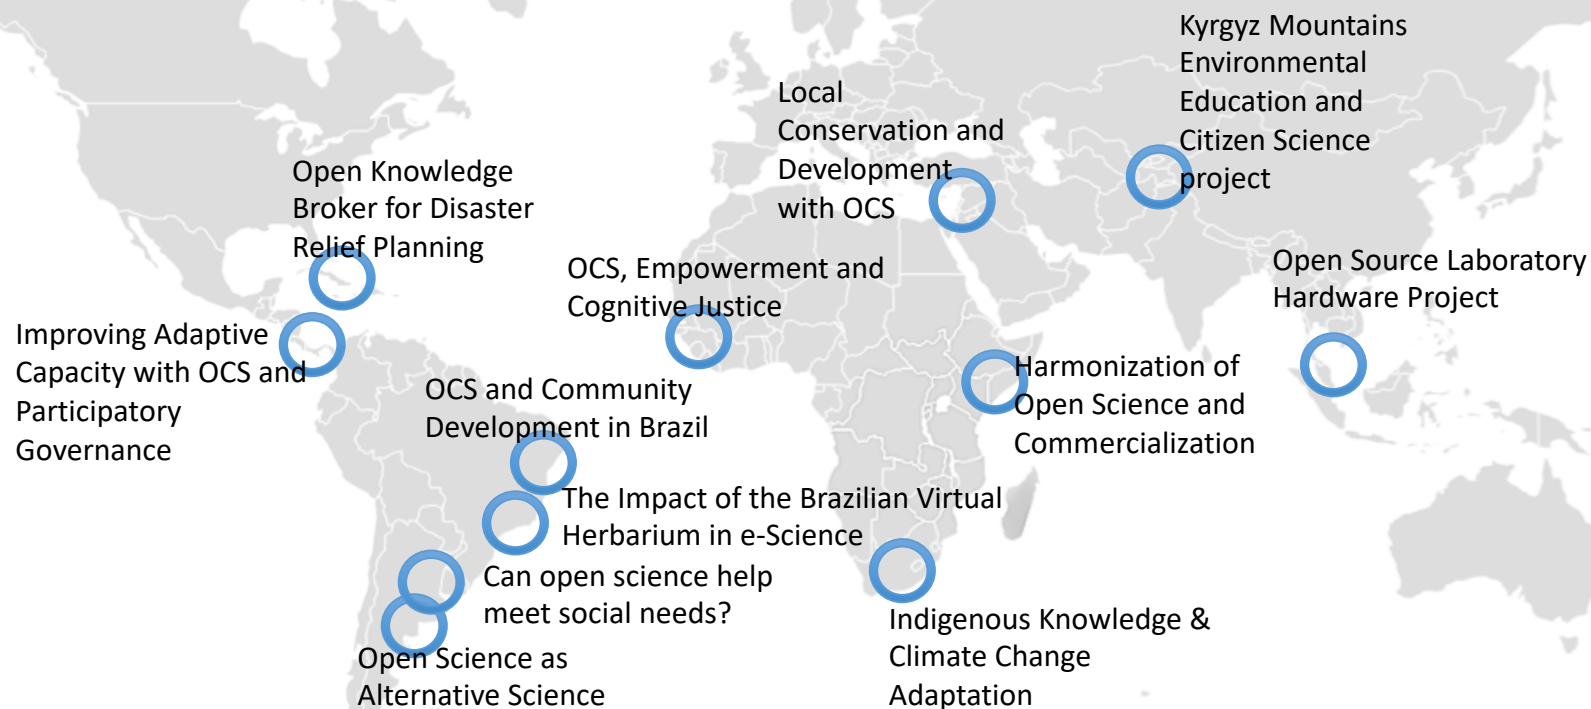 Kyrgyz Mountains
Environmental
Education and
Citizen Science
project
Local
Conservation and
Development
with OCS
Open Knowledge
Broker for Disaster
Relief Planning
OCS, Empowerment and
Cognitive Justice
Open Source Laboratory
Hardware Project
Improving Adaptive
Capacity with OCS and
Participatory
Governance
OCS and Community
Development in Brazil
Harmonization of
Open Science and
Commercialization
The Impact of the Brazilian Virtual
Herbarium in e-Science
Can open science help
meet social needs?
Indigenous Knowledge &
Climate Change
Adaptation
Open Science as
Alternative Science